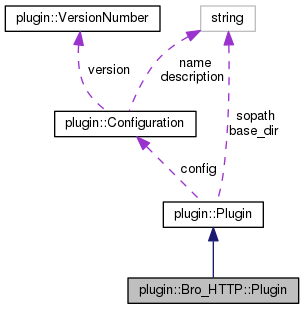 plugin::VersionNumber
string
version
name
description
plugin::Configuration
sopath
base_dir
config
plugin::Plugin
plugin::Bro_HTTP::Plugin